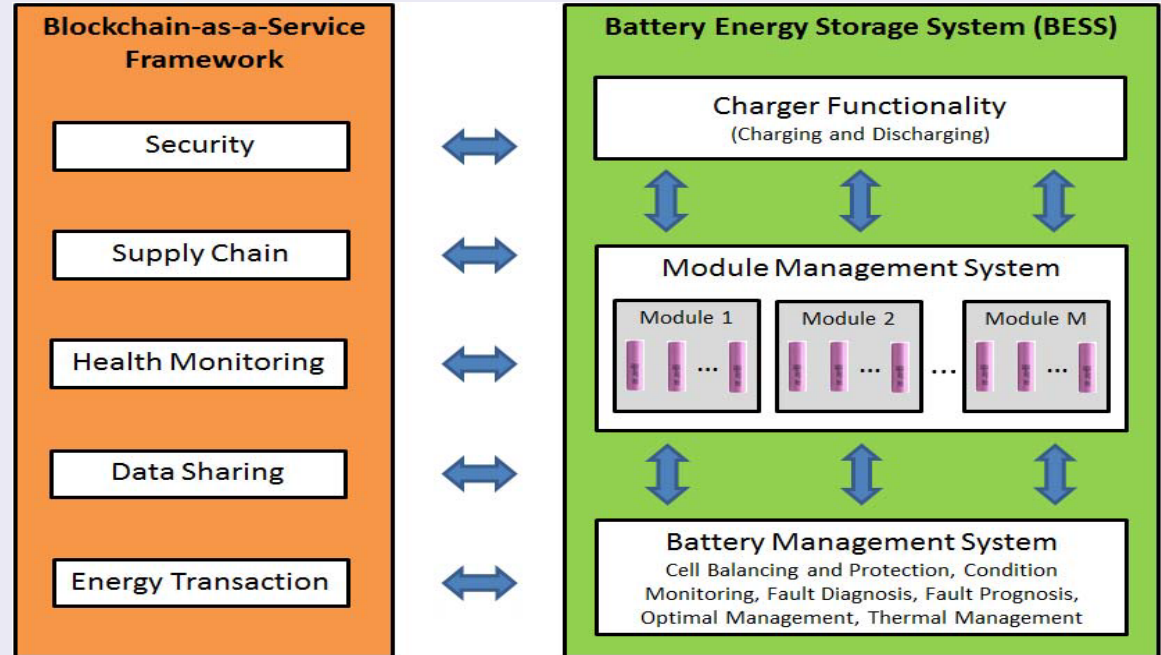 Blockchain-as-a-Service
Framework
Security
Supply Chain
Health Monitoring
Data Sharing
Energy Transaction
Battery Energy Storage System (BESS)
Charger Functionality
(Charging and Discharging)
Module Management System
Module 1
...
Module 2
...
...
Module M
...
Battery Management System
Cell Balancing and Protection, Condition
Monitoring, Fault Diagnosis, Fault Prognosis,
Optimal Management, Thermal Management